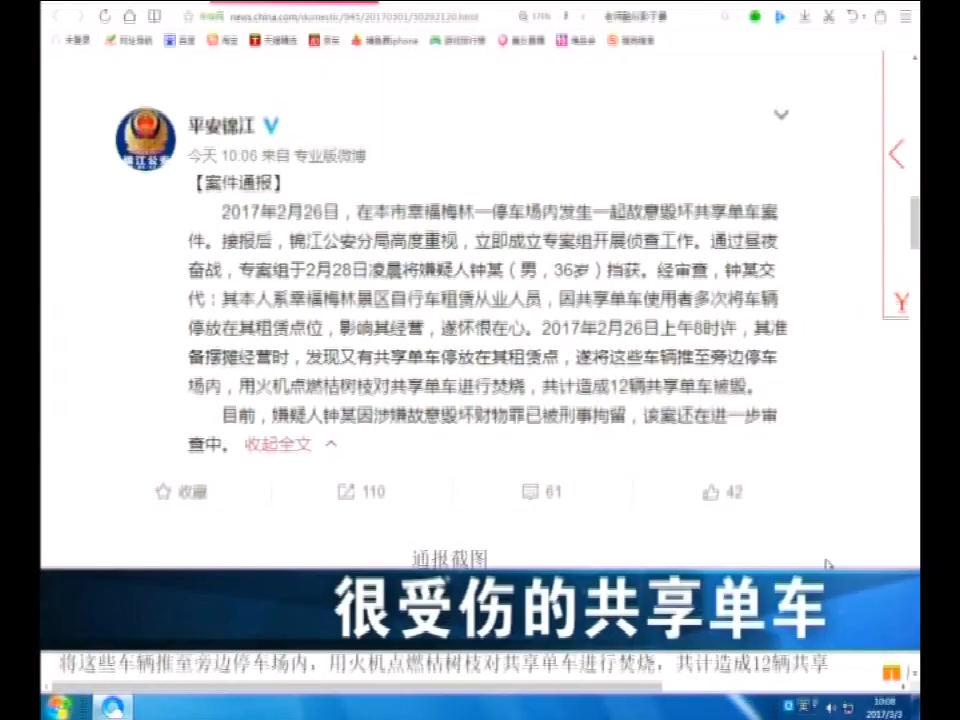 news.china.com/domestic/945/20170301/30292120.html
平安锦江
今天 10:06 来自 专业版微博
【案件通报】
2017年2月26日，在本市幸福梅林一停车场内发生一起故意毁坏共享单车案
件。接报后，锦江公安分局高度重视，立即成立专案组开展侦查工作。通过昼夜
奋战，专案组于2月28日凌晨将嫌疑人钟某（男，36岁）挡获。经审查，钟某交
代：其本人系幸福梅林景区自行车租赁从业人员，因共享单车使用者多次将车辆
停放在其租赁点位，影响其经营，遂怀恨在心。2017年2月26日上午8时许，其准
备摆摊经营时，发现又有共享单车停放在其租赁点，遂将这些车辆推至旁边停车
场内，用火机点燃枯树枝对共享单车进行焚烧，共计造成12辆共享单车被毁。
目前，嫌疑人钟某因涉嫌故意毁坏财物罪已被刑事拘留，该案还在进一步审
查中。 收起全文
收藏 110 61 42
通报截图
很受伤的共享单车
将这些车辆推至旁边停车场内，用火机点燃枯树枝对共享单车进行焚烧，共计造成12辆共享
10:08
2017/3/3